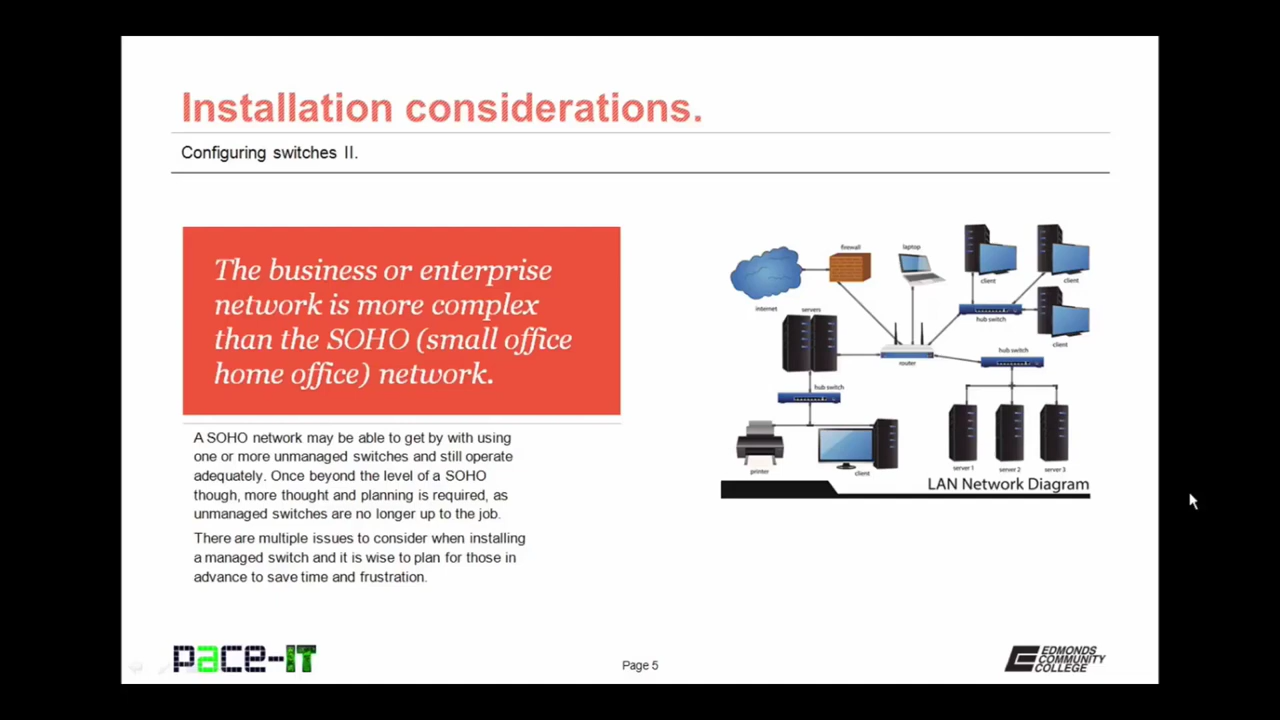 Installation considerations.
Configuring switches II.
The business or enterprise
network is more complex
than the SOHO (small office
home office) network.
A SOHO network may be able to get by with using
one or more unmanaged switches and still operate
adequately. Once beyond the level of a SOHO
though, more thought and planning is required, as
unmanaged switches are no longer up to the job.
There are multiple issues to consider when installing
a managed switch and it is wise to plan for those in
advance to save time and frustration.
firewall
laptop
internet
servers
client
client
hub switch
client
router
hub switch
hub switch
printer
client
server 1
server 2
server 3
LAN Network Diagram
pace-IT
Page 5
EDMONDS
COMMUNITY
COLLEGE